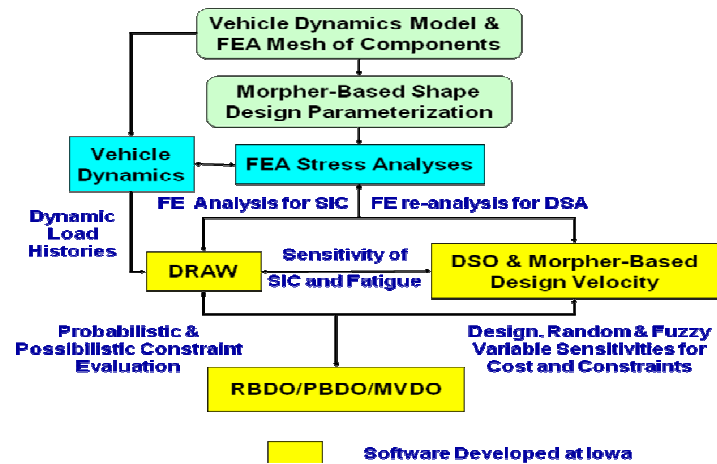 Vehicle Dynamics Model &
FEA Mesh of Components
Morpher-Based Shape
Design Parameterization
Vehicle
Dynamics
FEA Stress Analyses
FE Analysis for SIC
FE re-analysis for DSA
Dynamic
Load
Histories
DRAW
Sensitivity of
SIC and Fatigue
DSO & Morpher-Based
Design Velocity
Probabilistic &
Possibilistic Constraint
Evaluation
Design, Random & Fuzzy
Variable Sensitivities for
Cost and Constraints
RBDO/PBDO/MVDO
Software Developed at Iowa